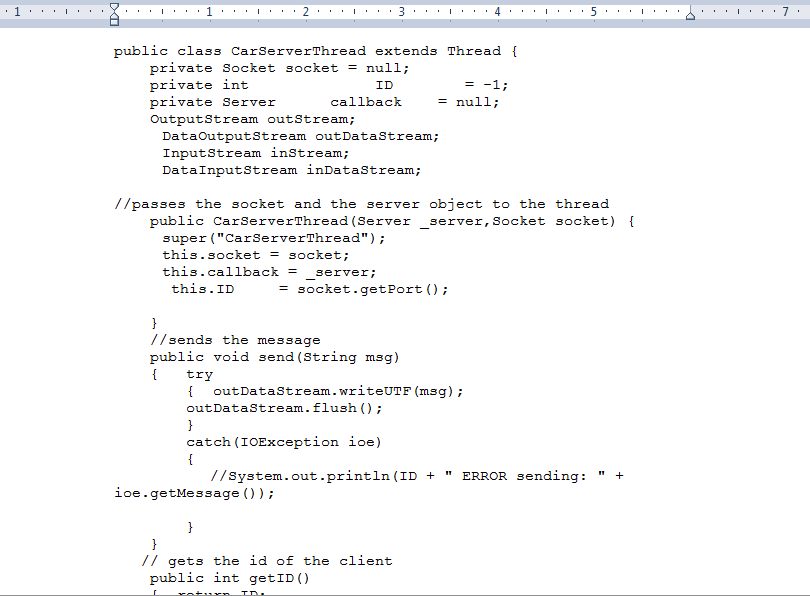 1 1 2 3 4 5 7
public class CarServerThread extends Thread {
private Socket socket = null;
private int ID = -1;
private Server callback = null;
OutputStream outStream;
DataOutputStream outDataStream;
InputStream inStream;
DataInputStream inDataStream;
//passes the socket and the server object to the thread
public CarServerThread(Server _server,Socket socket) {
super("CarServerThread");
this.socket = socket;
this.callback = _server;
this.ID = socket.getPort();
}
//sends the message
public void send(String msg)
{ try
{ outDataStream.writeUTF(msg);
outDataStream.flush();
}
catch(IOException ioe)
{
//System.out.println(ID + " ERROR sending: " +
ioe.getMessage());
}
}
// gets the id of the client
public int getID()
{ return ID;